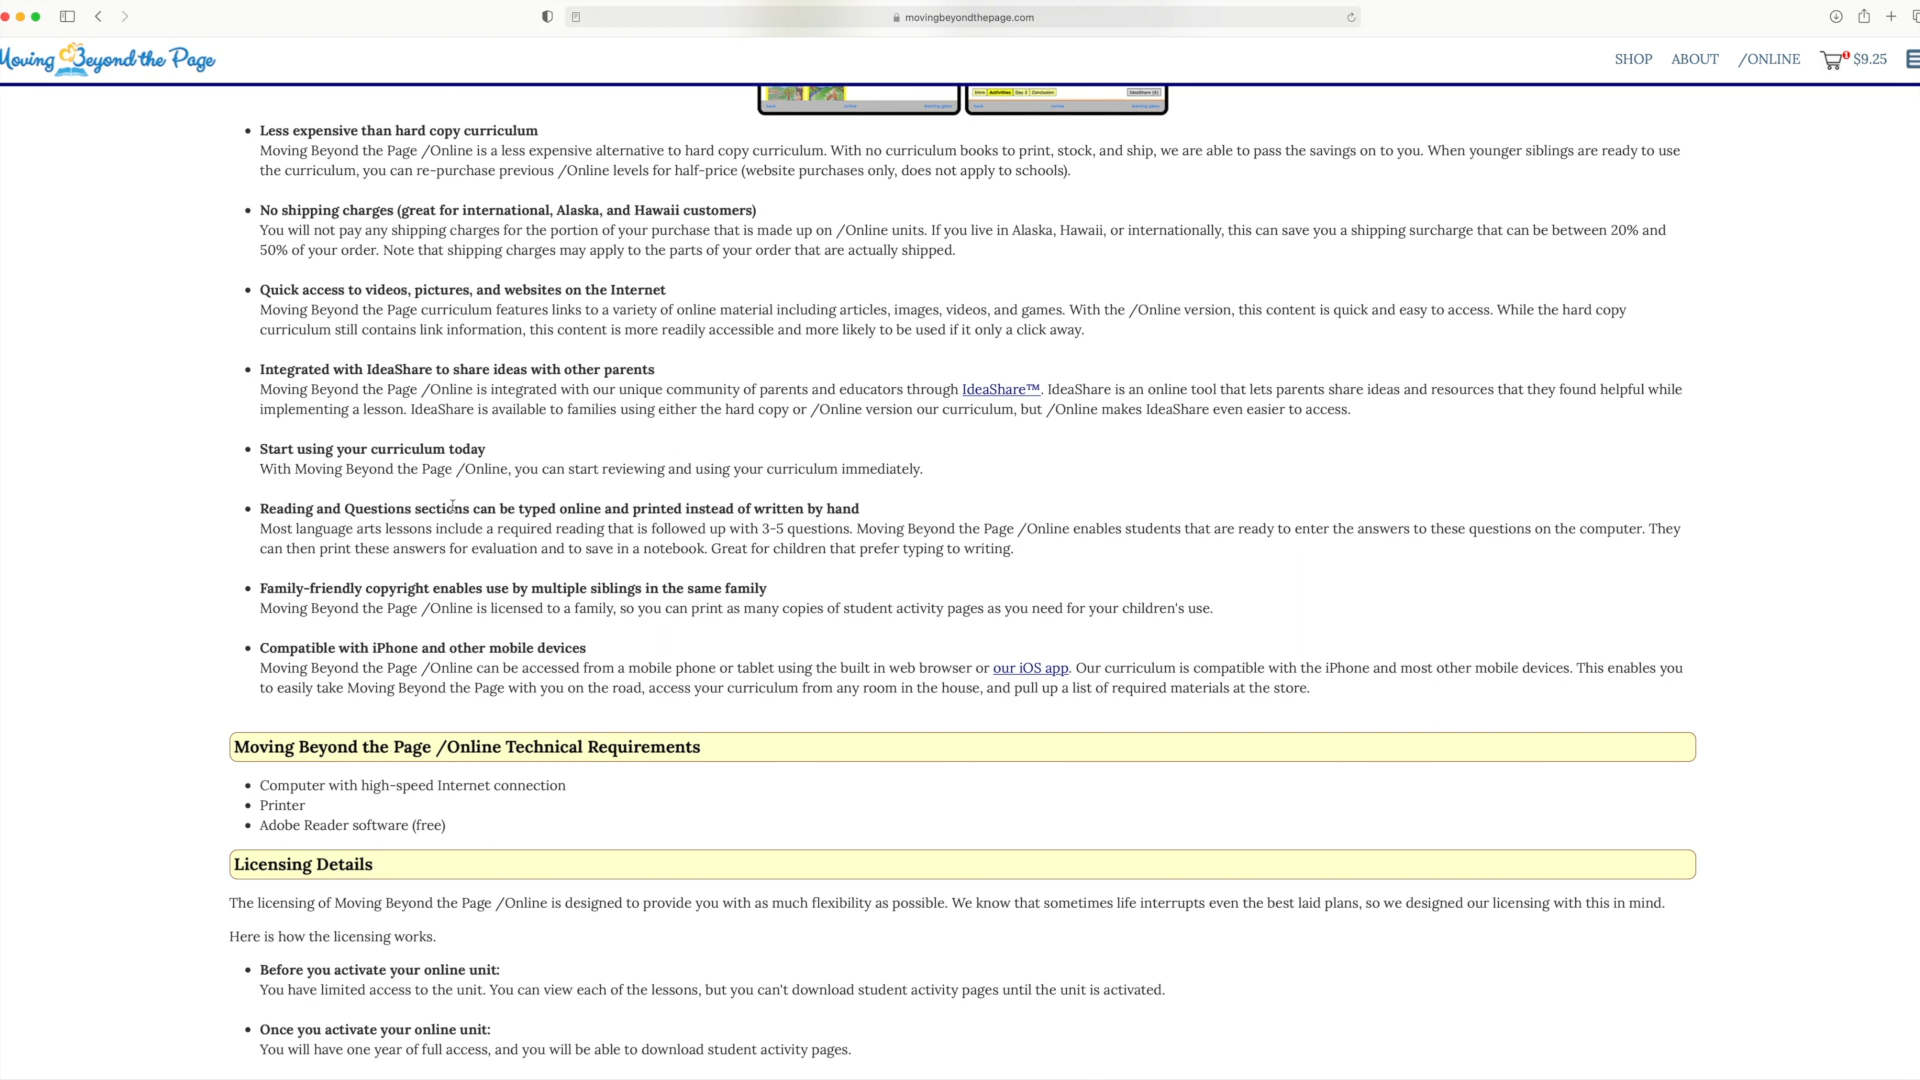 movingbeyondthepage.com
Moving Beyond the Page
SHOP ABOUT /ONLINE 1 $9.25
Intro Activities Day 2 Conclusion IdeaShare (6)
back online learning gates back online learning gates
• Less expensive than hard copy curriculum
Moving Beyond the Page /Online is a less expensive alternative to hard copy curriculum. With no curriculum books to print, stock, and ship, we are able to pass the savings on to you. When younger siblings are ready to use
the curriculum, you can re-purchase previous /Online levels for half-price (website purchases only, does not apply to schools).
• No shipping charges (great for international, Alaska, and Hawaii customers)
You will not pay any shipping charges for the portion of your purchase that is made up on /Online units. If you live in Alaska, Hawaii, or internationally, this can save you a shipping surcharge that can be between 20% and
50% of your order. Note that shipping charges may apply to the parts of your order that are actually shipped.
• Quick access to videos, pictures, and websites on the Internet
Moving Beyond the Page curriculum features links to a variety of online material including articles, images, videos, and games. With the /Online version, this content is quick and easy to access. While the hard copy
curriculum still contains link information, this content is more readily accessible and more likely to be used if it only a click away.
• Integrated with IdeaShare to share ideas with other parents
Moving Beyond the Page /Online is integrated with our unique community of parents and educators through IdeaShare™. IdeaShare is an online tool that lets parents share ideas and resources that they found helpful while
implementing a lesson. IdeaShare is available to families using either the hard copy or /Online version our curriculum, but /Online makes IdeaShare even easier to access.
• Start using your curriculum today
With Moving Beyond the Page /Online, you can start reviewing and using your curriculum immediately.
• Reading and Questions sections can be typed online and printed instead of written by hand
Most language arts lessons include a required reading that is followed up with 3-5 questions. Moving Beyond the Page /Online enables students that are ready to enter the answers to these questions on the computer. They
can then print these answers for evaluation and to save in a notebook. Great for children that prefer typing to writing.
• Family-friendly copyright enables use by multiple siblings in the same family
Moving Beyond the Page /Online is licensed to a family, so you can print as many copies of student activity pages as you need for your children's use.
• Compatible with iPhone and other mobile devices
Moving Beyond the Page /Online can be accessed from a mobile phone or tablet using the built in web browser or our iOS app. Our curriculum is compatible with the iPhone and most other mobile devices. This enables you
to easily take Moving Beyond the Page with you on the road, access your curriculum from any room in the house, and pull up a list of required materials at the store.
Moving Beyond the Page /Online Technical Requirements
• Computer with high-speed Internet connection
• Printer
• Adobe Reader software (free)
Licensing Details
The licensing of Moving Beyond the Page /Online is designed to provide you with as much flexibility as possible. We know that sometimes life interrupts even the best laid plans, so we designed our licensing with this in mind.
Here is how the licensing works.
• Before you activate your online unit:
You have limited access to the unit. You can view each of the lessons, but you can't download student activity pages until the unit is activated.
• Once you activate your online unit:
You will have one year of full access, and you will be able to download student activity pages.